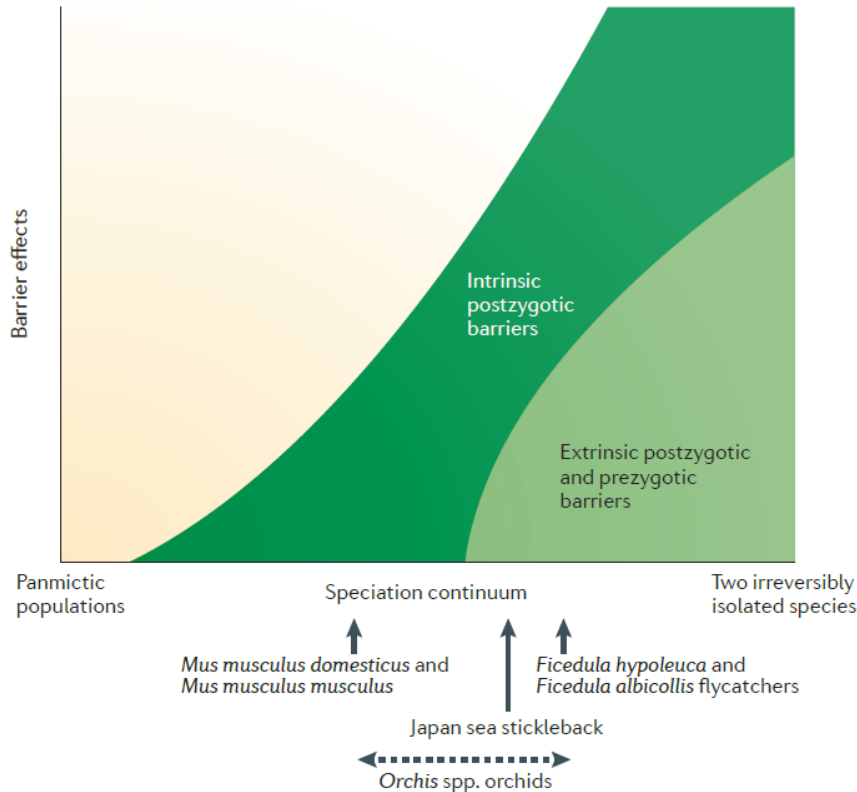 Barrier effects
Intrinsic
postzygotic
barriers
Extrinsic postzygotic
and prezygotic
barriers
Panmictic
populations
Speciation continuum
Two irreversibly
isolated species
Mus musculus domesticus and
Mus musculus musculus
Ficedula hypoleuca and
Ficedula albicollis flycatchers
Japan sea stickleback
Orchis spp. orchids